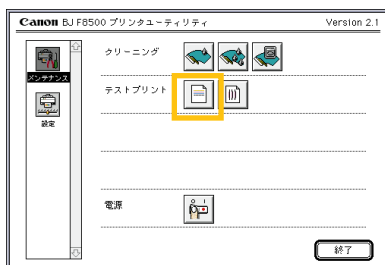 Canon BJ F8500 プリンタユーティリティ Version 2.1
クリーニング
メンテナンス
テストプリント
設定
電源
終了